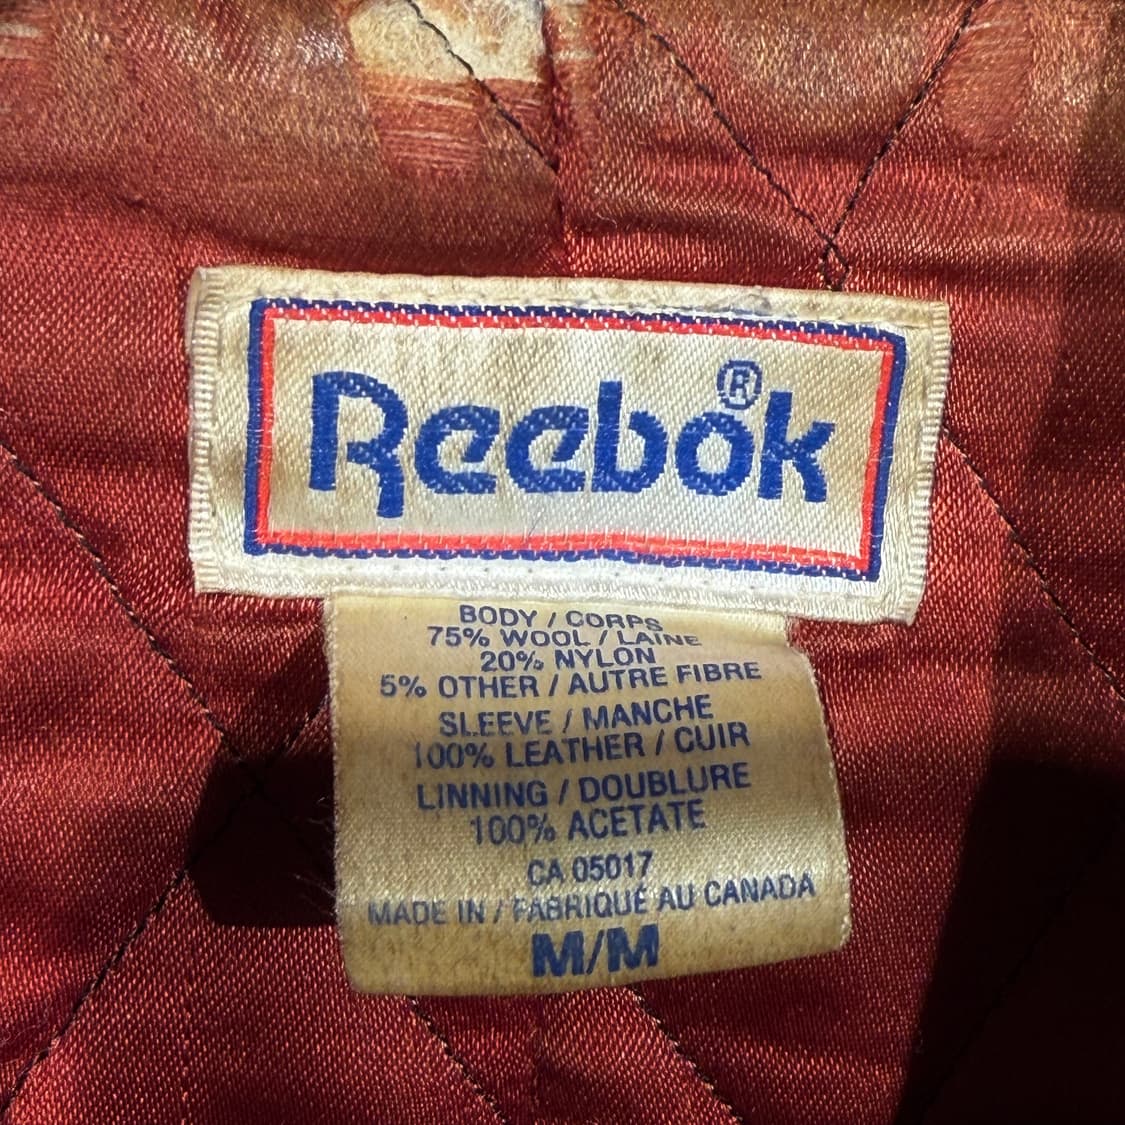 Reebok®
BODY / CORPS
75% WOOL / LAINE
20% NYLON
5% OTHER / AUTRE FIBRE
SLEEVE / MANCHE
100% LEATHER / CUIR
LINNING / DOUBLURE
100% ACETATE
CA 05017
MADE IN / FABRIQUÉ AU CANADA
M/M